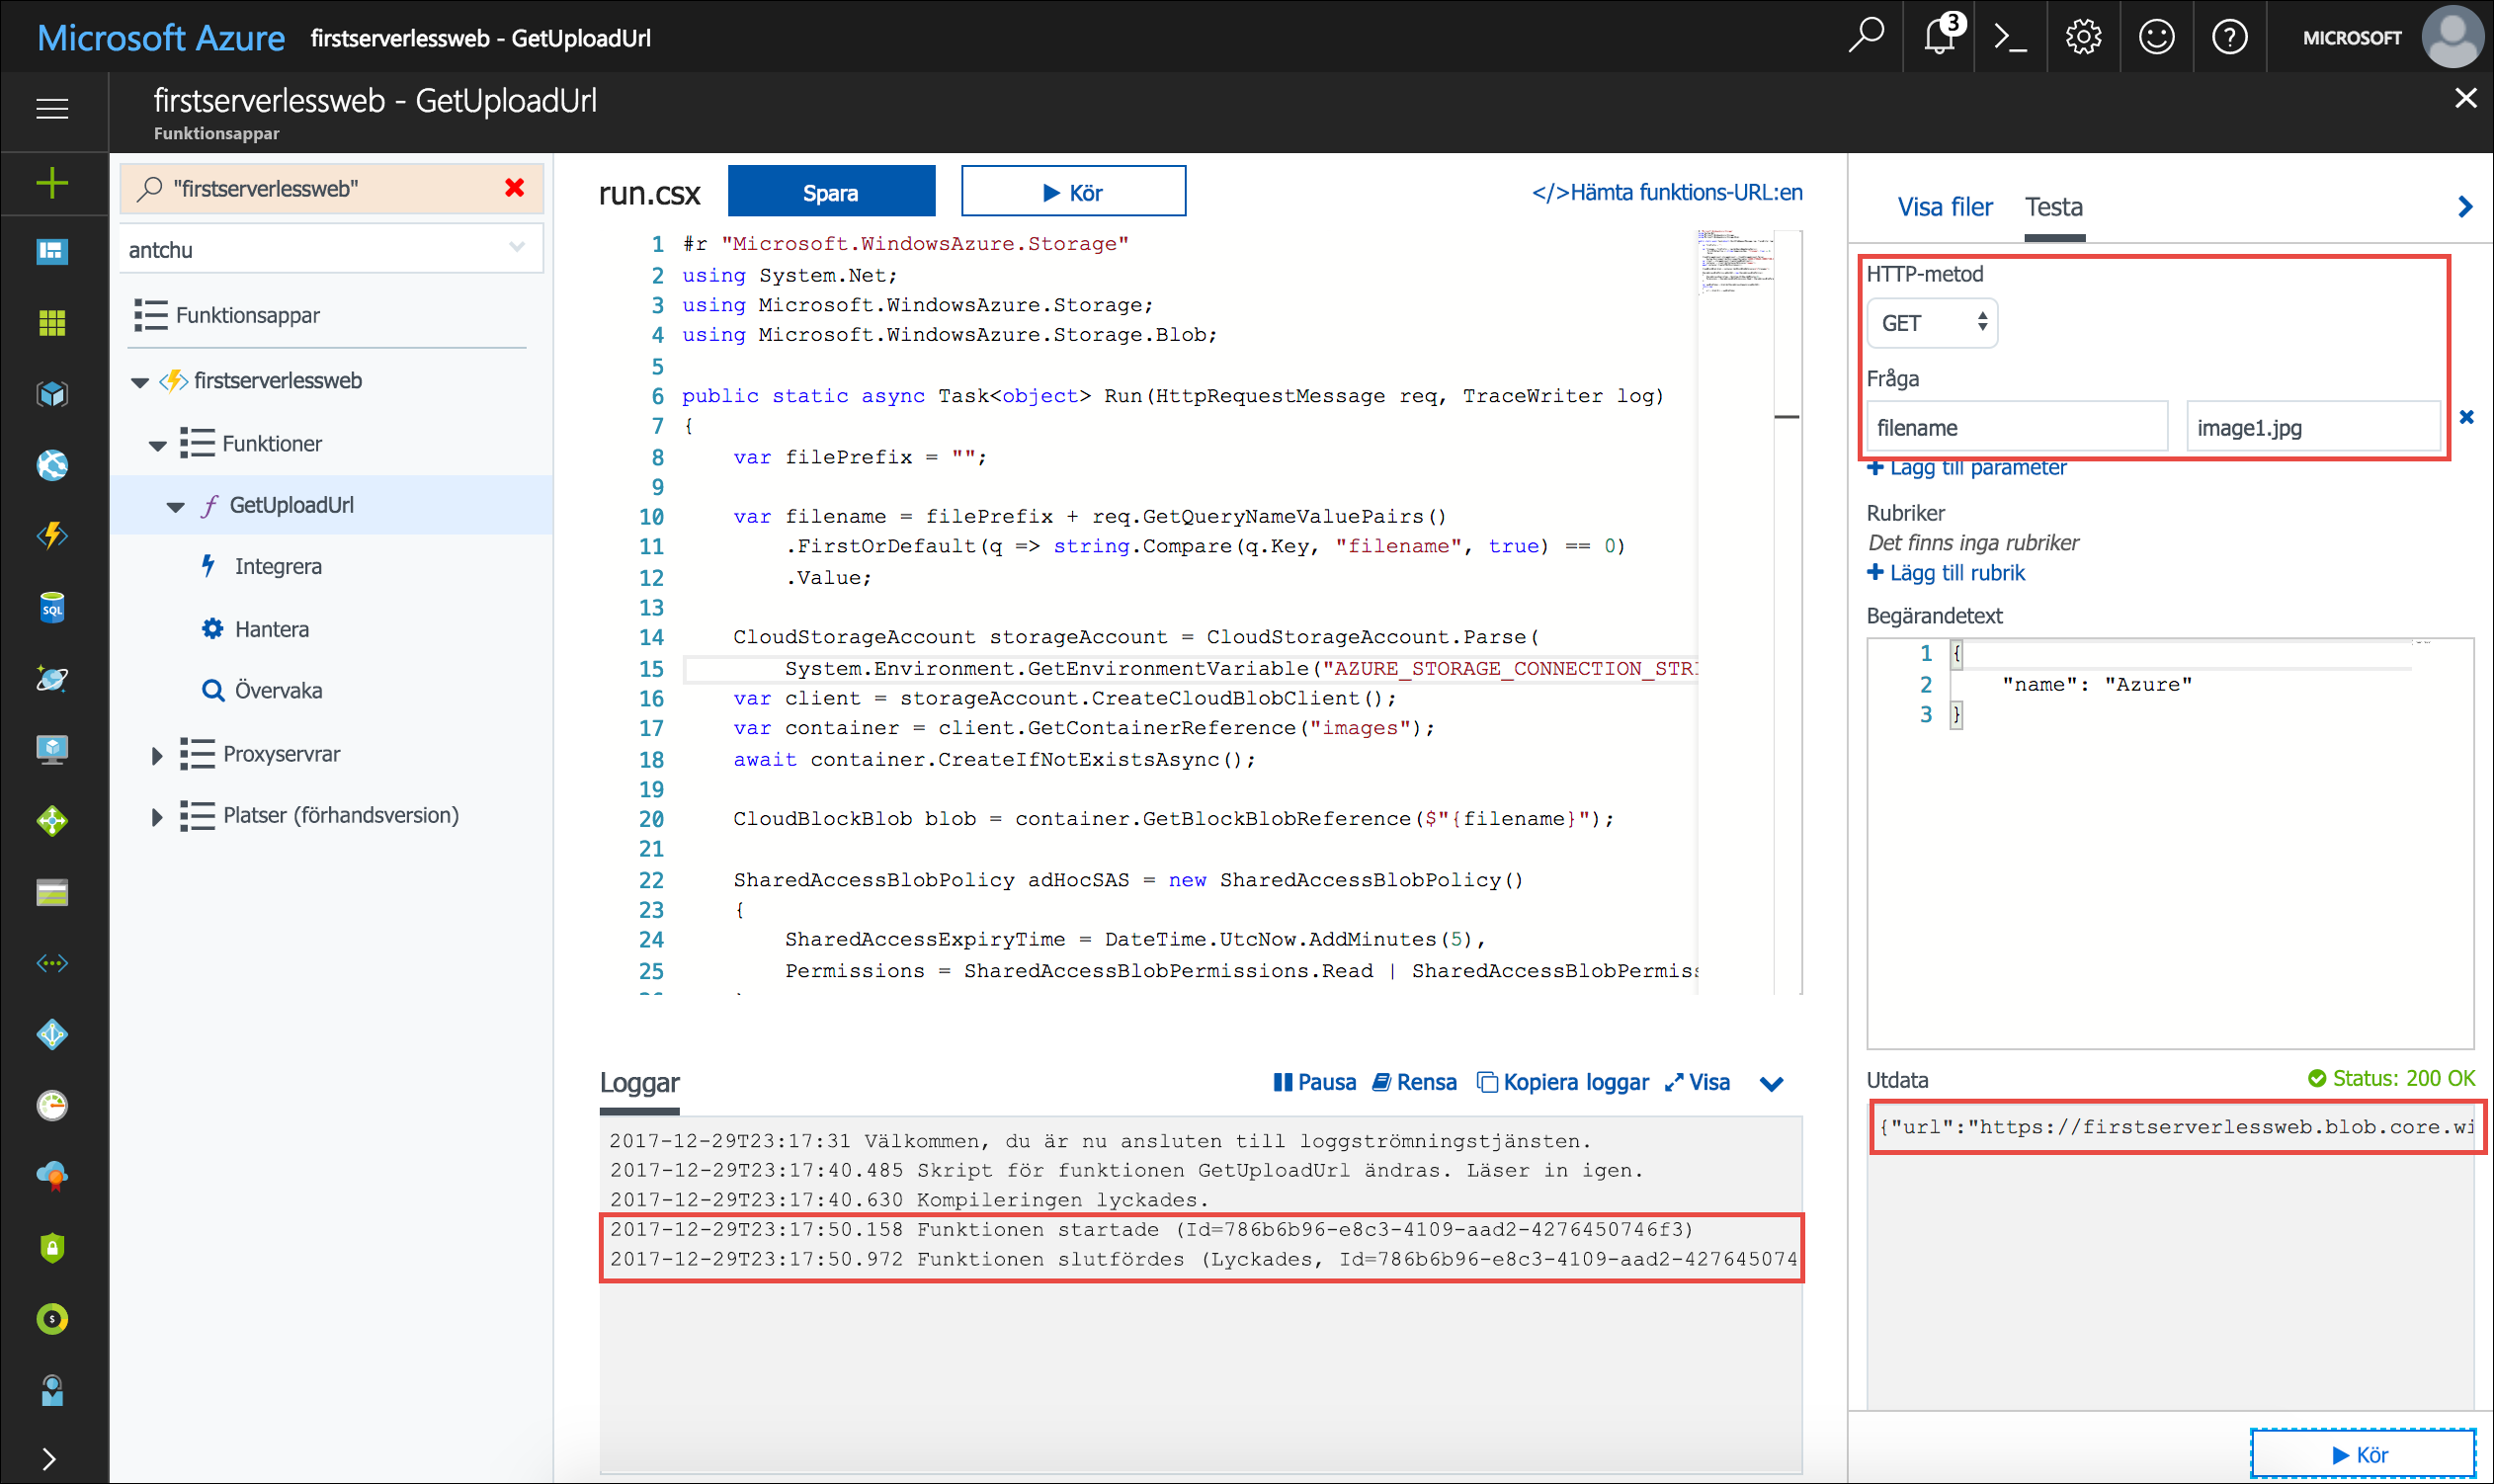 Microsoft Azure firstserverlessweb - GetUploadUrl
3
MICROSOFT
firstserverlessweb - GetUploadUrl
Funktionsappar
"firstserverlessweb"
antchu
Funktionsappar
firstserverlessweb
Funktioner
GetUploadUrl
Integrera
Hantera
Övervaka
Proxyservrar
Platser (förhandsversion)
SQL
run.csx Spara Kör </>Hämta funktions-URL:en
1 #r "Microsoft.WindowsAzure.Storage"
2 using System.Net;
3 using Microsoft.WindowsAzure.Storage;
4 using Microsoft.WindowsAzure.Storage.Blob;
5
6 public static async Task<object> Run(HttpRequestMessage req, TraceWriter log)
7 {
8 var filePrefix = "";
9
10 var filename = filePrefix + req.GetQueryNameValuePairs()
11 .FirstOrDefault(q => string.Compare(q.Key, "filename", true) == 0)
12 .Value;
13
14 CloudStorageAccount storageAccount = CloudStorageAccount.Parse(
15 System.Environment.GetEnvironmentVariable("AZURE_STORAGE_CONNECTION_STRI
16 var client = storageAccount.CreateCloudBlobClient();
17 var container = client.GetContainerReference("images");
18 await container.CreateIfNotExistsAsync();
19
20 CloudBlockBlob blob = container.GetBlockBlobReference($"{filename}");
21
22 SharedAccessBlobPolicy adHocSAS = new SharedAccessBlobPolicy()
23 {
24 SharedAccessExpiryTime = DateTime.UtcNow.AddMinutes(5),
25 Permissions = SharedAccessBlobPermissions.Read | SharedAccessBlobPermiss
Loggar Pausa Rensa Kopiera loggar Visa
2017-12-29T23:17:31 Välkommen, du är nu ansluten till loggströmningstjänsten.
2017-12-29T23:17:40.485 Skript för funktionen GetUploadUrl ändras. Läser in igen.
2017-12-29T23:17:40.630 Kompileringen lyckades.
2017-12-29T23:17:50.158 Funktionen startade (Id=786b6b96-e8c3-4109-aad2-4276450746f3)
2017-12-29T23:17:50.972 Funktionen slutfördes (Lyckades, Id=786b6b96-e8c3-4109-aad2-427645074
Visa filer Testa
HTTP-metod
GET
Fråga
filename image1.jpg
Lägg till parameter
Rubriker
Det finns inga rubriker
Lägg till rubrik
Begärandetext
1 {
2 "name": "Azure"
3 }
Utdata Status: 200 OK
{"url":"https://firstserverlessweb.blob.core.wi
Kör